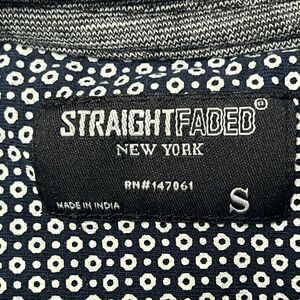 STRAIGHTFADED
NEW YORK
RN#147061
S
MADE IN INDIA